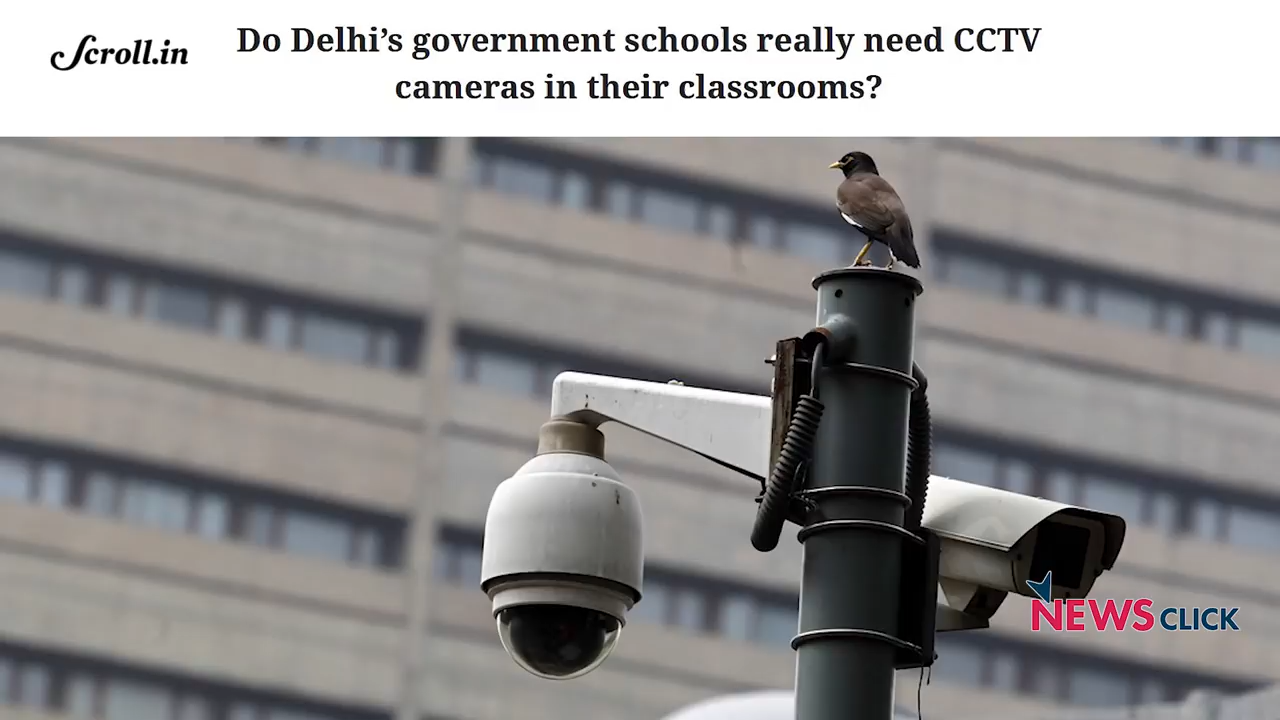 Scroll.in
Do Delhi's government schools really need CCTV
cameras in their classrooms?
NEWSCLICK